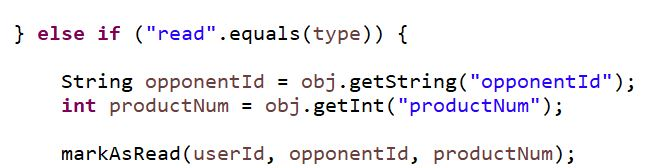 } else if ("read".equals(type)) {
String opponentId = obj.getString("opponentId");
int productNum = obj.getInt("productNum");
markAsRead(userId, opponentId, productNum);